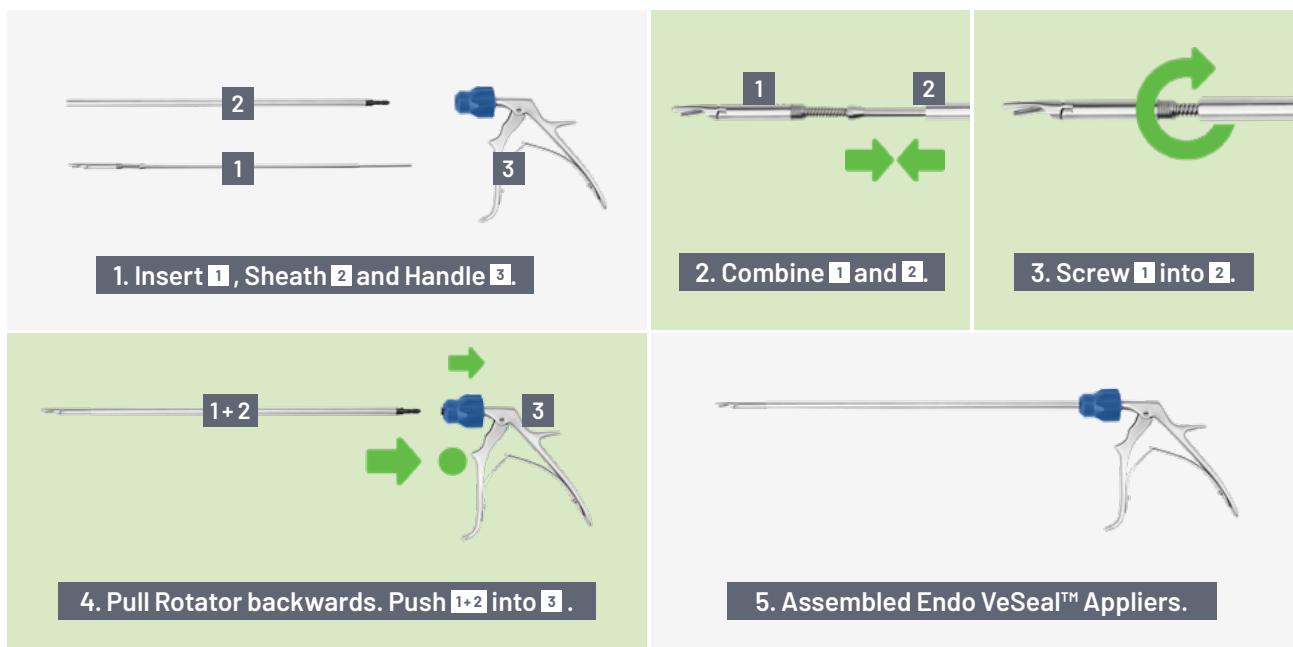 2
1
3
1. Insert 1 , Sheath 2 and Handle 3.
1
2
2. Combine 1 and 2.
3. Screw 1 into 2.
1+2
3
4. Pull Rotator backwards. Push 1+2 into 3 .
5. Assembled Endo VeSeal™ Appliers.